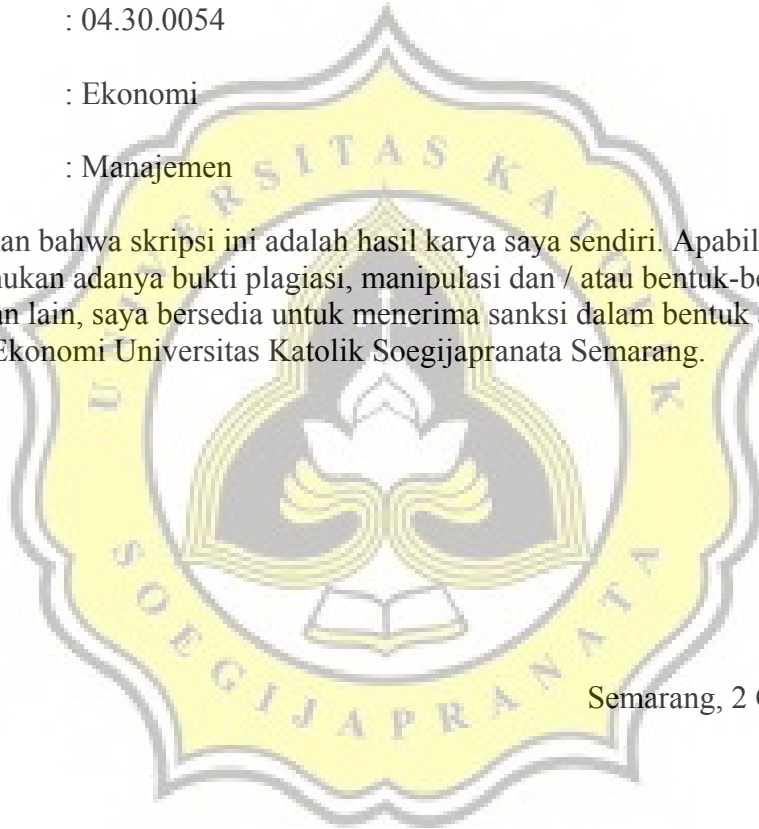 : 04.30.0054
: Ekonomi
: Manajemen
an bahwa skripsi ini adalah hasil karya saya sendiri. Apabil
ukan adanya bukti plagiasi, manipulasi dan / atau bentuk-b
n lain, saya bersedia untuk menerima sanksi dalam bentuk
Ekonomi Universitas Katolik Soegijapranata Semarang.
UNIVERSITAS KATOLIK
SOEGIJAPRANATA
Semarang, 2